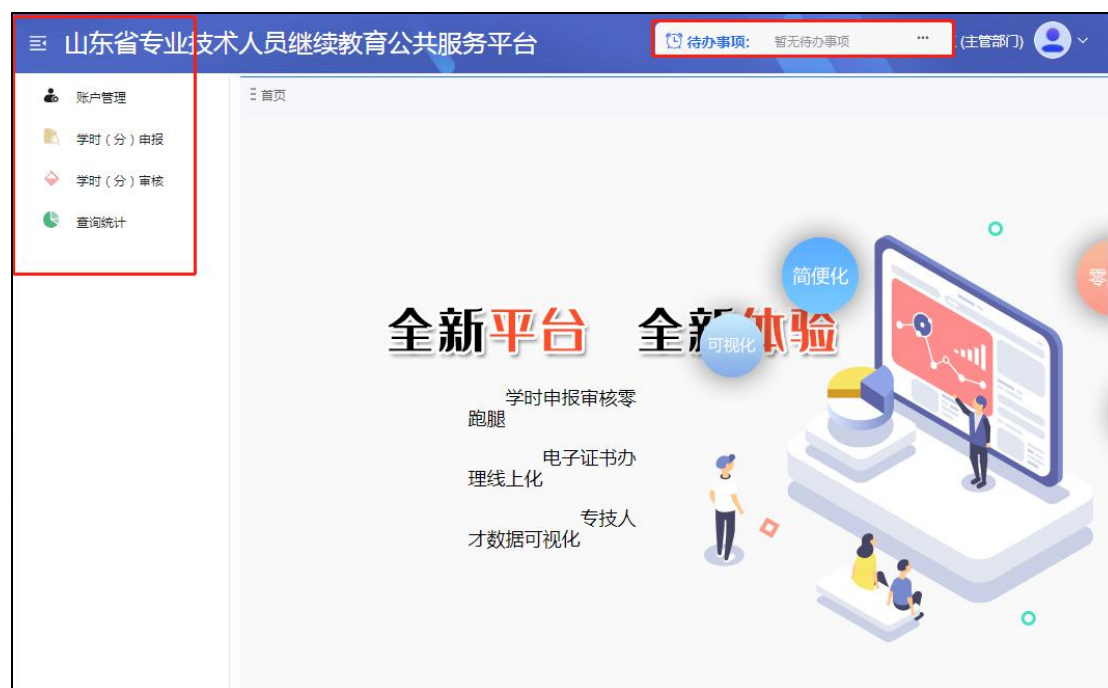 山东省专业技术人员继续教育公共服务平台
待办事项: 暂无待办事项 ···
(主管部门)
账户管理
学时（分）申报
学时（分）审核
查询统计
首页
简便化
零
全新平台 全新体验
可视化
学时申报审核零
跑腿
电子证书办
理线上化
专技人
才数据可视化